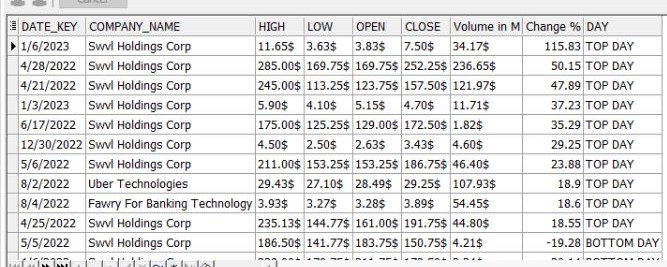 Cancel
DATE_KEY COMPANY_NAME HIGH LOW OPEN CLOSE Volume in M Change % DAY
1/6/2023 Swvl Holdings Corp 11.65$ 3.63$ 3.83$ 7.50$ 34.17$ 115.83 TOP DAY
4/28/2022 Swvl Holdings Corp 285.00$ 169.75$ 169.75$ 252.25$ 236.65$ 50.15 TOP DAY
4/21/2022 Swvl Holdings Corp 245.00$ 113.25$ 123.75$ 157.50$ 121.97$ 47.89 TOP DAY
1/3/2023 Swvl Holdings Corp 5.90$ 4.10$ 5.15$ 4.70$ 11.71$ 37.23 TOP DAY
6/17/2022 Swvl Holdings Corp 175.00$ 125.25$ 129.00$ 172.50$ 1.82$ 35.29 TOP DAY
12/30/2022 Swvl Holdings Corp 4.50$ 2.50$ 2.63$ 3.43$ 4.60$ 29.25 TOP DAY
5/6/2022 Swvl Holdings Corp 211.00$ 153.25$ 153.25$ 186.75$ 46.40$ 23.88 TOP DAY
8/2/2022 Uber Technologies 29.43$ 27.10$ 28.49$ 29.25$ 107.93$ 18.9 TOP DAY
8/4/2022 Fawry For Banking Technology 3.93$ 3.27$ 3.28$ 3.89$ 54.45$ 18.6 TOP DAY
4/25/2022 Swvl Holdings Corp 235.13$ 144.77$ 161.00$ 191.75$ 44.80$ 18.55 TOP DAY
5/5/2022 Swvl Holdings Corp 186.50$ 141.77$ 183.75$ 150.75$ 4.21$ -19.28 BOTTOM DAY